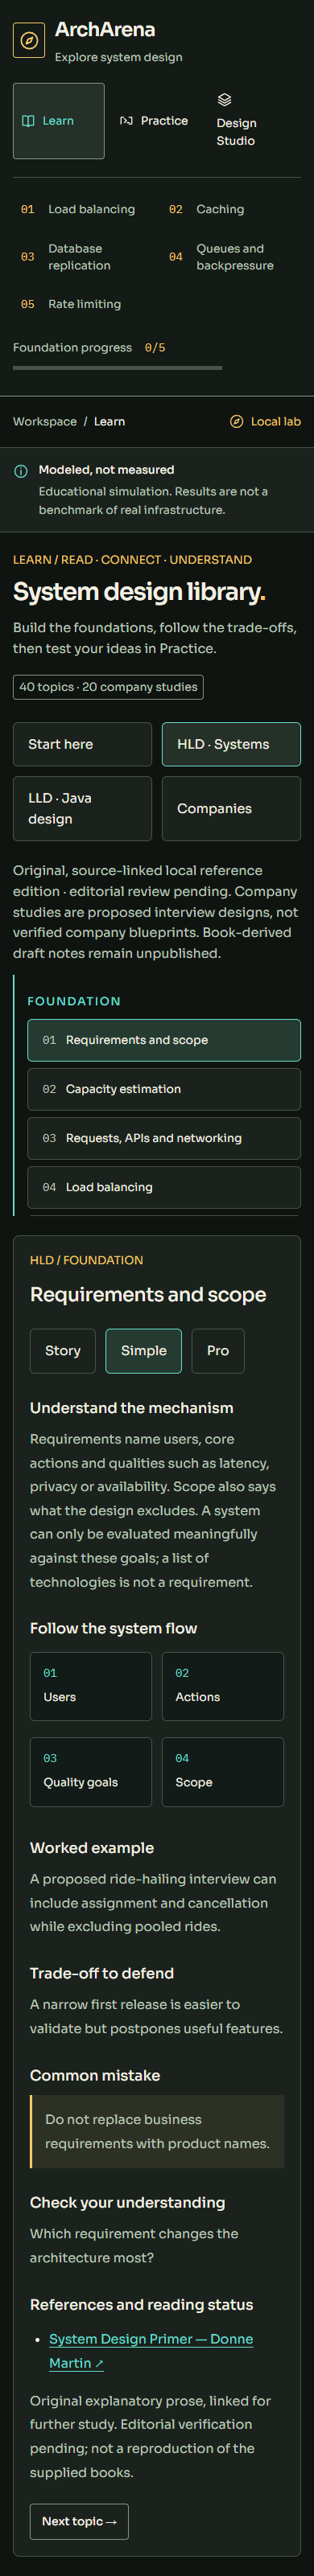 ArchArena
Explore system design
Learn
Practice
Design
Studio
01 Load balancing
02 Caching
03 Database
replication
04 Queues and
backpressure
05 Rate limiting
Foundation progress 0/5
Workspace / Learn
Local lab
Modeled, not measured
Educational simulation. Results are not a
benchmark of real infrastructure.
LEARN / READ · CONNECT · UNDERSTAND
System design library.
Build the foundations, follow the trade-offs,
then test your ideas in Practice.
40 topics · 20 company studies
Start here
HLD · Systems
LLD · Java
design
Companies
Original, source-linked local reference
edition · editorial review pending. Company
studies are proposed interview designs, not
verified company blueprints. Book-derived
draft notes remain unpublished.
FOUNDATION
01 Requirements and scope
02 Capacity estimation
03 Requests, APIs and networking
04 Load balancing
HLD / FOUNDATION
Requirements and scope
Story
Simple
Pro
Understand the mechanism
Requirements name users, core
actions and qualities such as latency,
privacy or availability. Scope also says
what the design excludes. A system
can only be evaluated meaningfully
against these goals; a list of
technologies is not a requirement.
Follow the system flow
01
Users
02
Actions
03
Quality goals
04
Scope
Worked example
A proposed ride-hailing interview can
include assignment and cancellation
while excluding pooled rides.
Trade-off to defend
A narrow first release is easier to
validate but postpones useful features.
Common mistake
Do not replace business
requirements with product names.
Check your understanding
Which requirement changes the
architecture most?
References and reading status
• System Design Primer — Donne
Martin ↗
Original explanatory prose, linked for
further study. Editorial verification
pending; not a reproduction of the
supplied books.
Next topic →